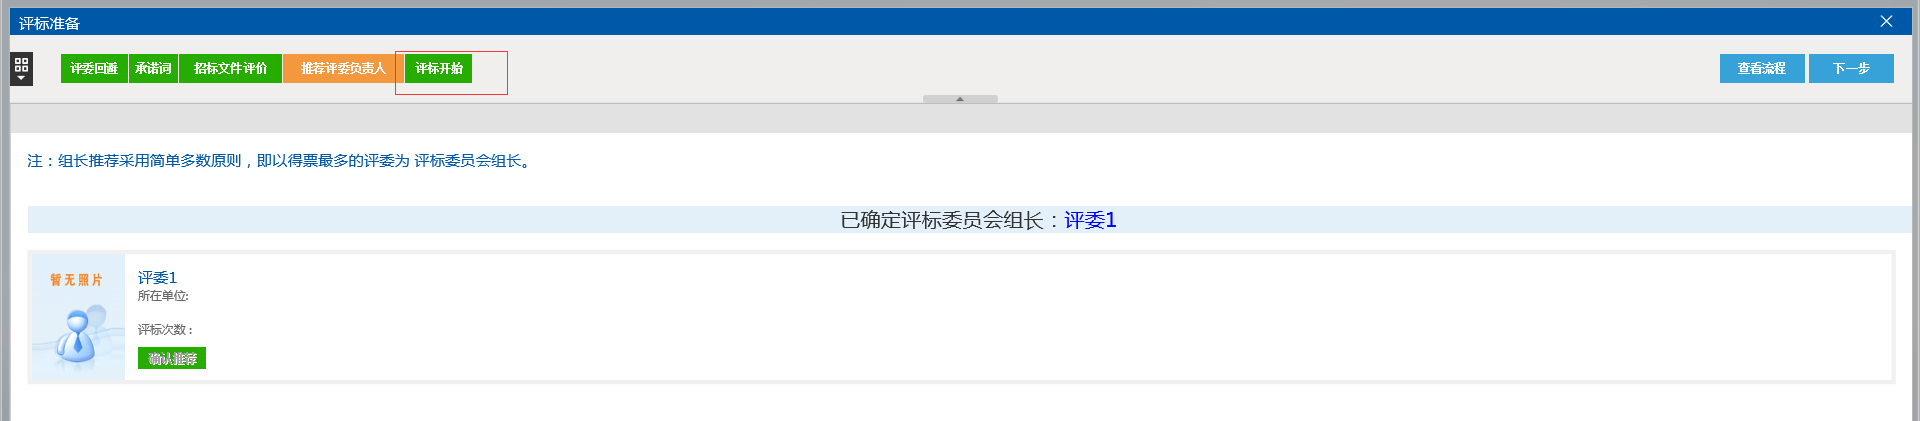 评标准备
评委回避 承诺词 招标文件评价 推荐评委负责人 评标开始 查看流程 下一步
注：组长推荐采用简单多数原则，即以得票最多的评委为 评标委员会组长。
已确定评标委员会组长：评委1
暂无照片
评委1
所在单位:
评标次数：
确认推荐